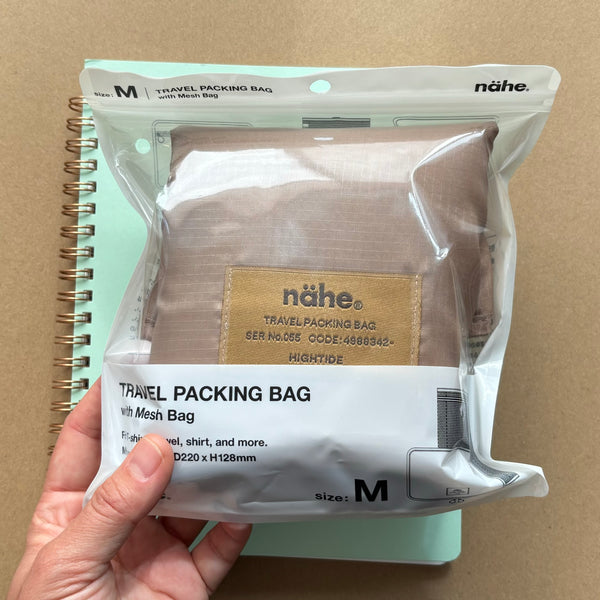 size: M | TRAVEL PACKING BAG
with Mesh Bag
nähe®
nähe®
TRAVEL PACKING BAG
SER No.055 CODE:4988342-
HIGHTIDE
TRAVEL PACKING BAG
with Mesh Bag
shirt, and more.
D220 x H128mm
size: M